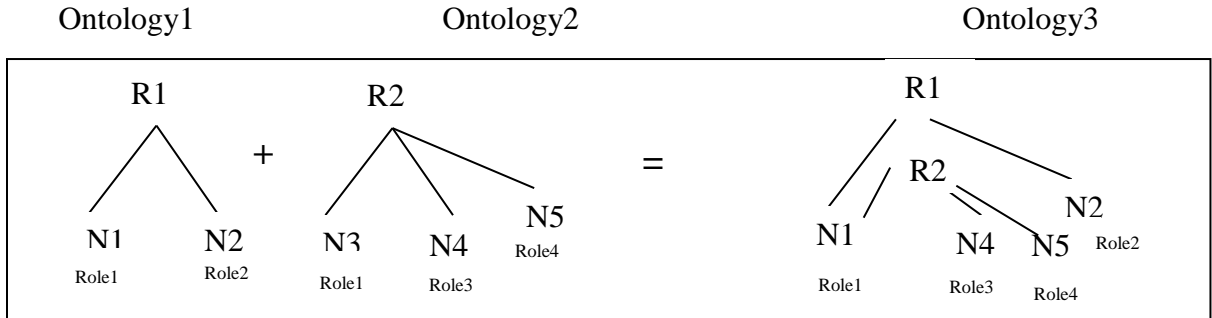 Ontology1 Ontology2 Ontology3
R1 R2 R1
+ = R2
N1 N2 N3 N4 N5 N1 N4 N5 N2
Role1 Role2 Role1 Role3 Role4 Role1 Role3 Role4 Role2